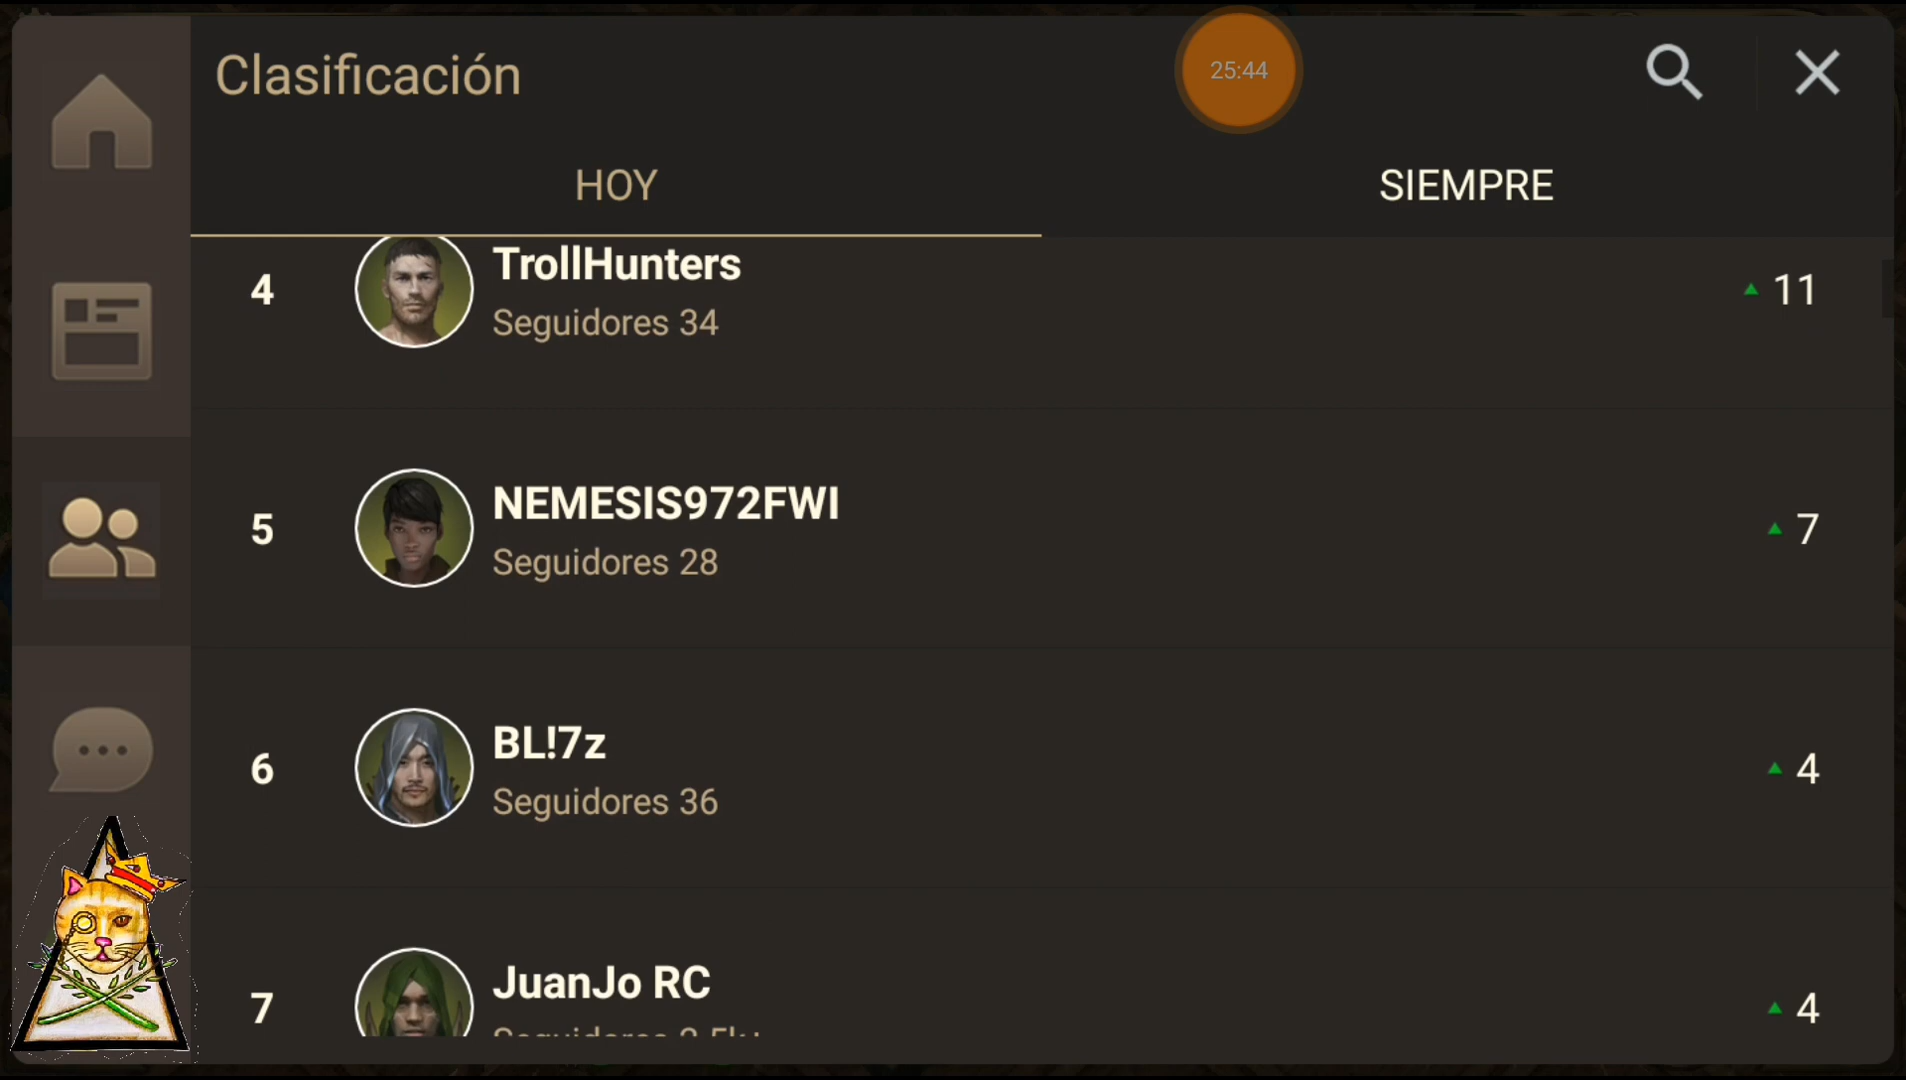 Clasificación
25:44
HOY
SIEMPRE
4
TrollHunters
Seguidores 34
11
5
NEMESIS972FWI
Seguidores 28
7
6
BL!7z
Seguidores 36
4
7
JuanJo RC
Seguidores
4